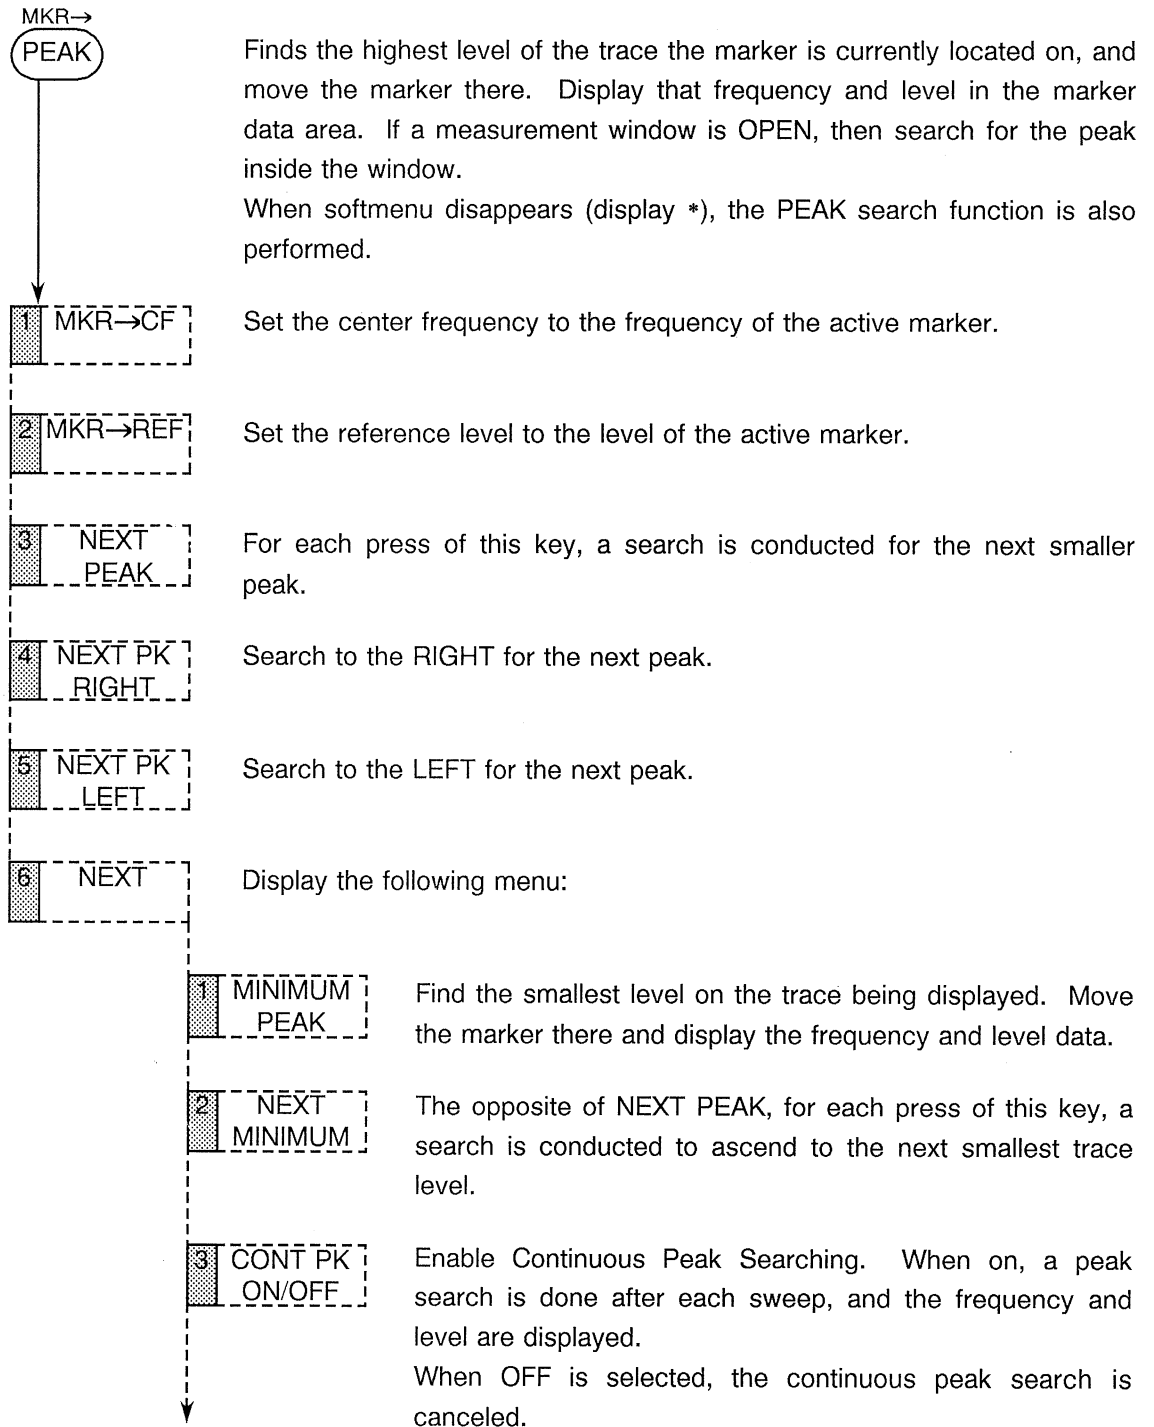 MKR→
PEAK
Finds the highest level of the trace the marker is currently located on, and
move the marker there. Display that frequency and level in the marker
data area. If a measurement window is OPEN, then search for the peak
inside the window.
When softmenu disappears (display *), the PEAK search function is also
performed.
1 MKR→CF
Set the center frequency to the frequency of the active marker.
2 MKR→REF
Set the reference level to the level of the active marker.
3 NEXT
PEAK
For each press of this key, a search is conducted for the next smaller
peak.
4 NEXT PK
RIGHT
Search to the RIGHT for the next peak.
5 NEXT PK
LEFT
Search to the LEFT for the next peak.
6 NEXT
Display the following menu:
1 MINIMUM
PEAK
Find the smallest level on the trace being displayed. Move
the marker there and display the frequency and level data.
2 NEXT
MINIMUM
The opposite of NEXT PEAK, for each press of this key, a
search is conducted to ascend to the next smallest trace
level.
3 CONT PK
ON/OFF
Enable Continuous Peak Searching. When on, a peak
search is done after each sweep, and the frequency and
level are displayed.
When OFF is selected, the continuous peak search is
canceled.